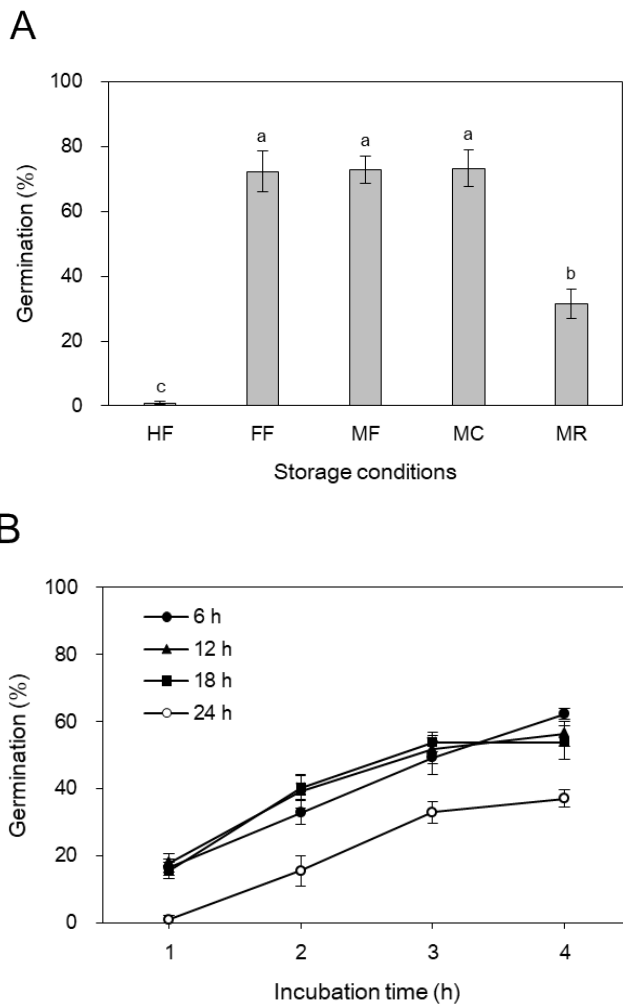 A
100
80
60
40
20
0
Germination (%)
a
a
a
b
c
HF FF MF MC MR
Storage conditions
B
100
80
60
40
20
0
Germination (%)
6 h
12 h
18 h
24 h
1 2 3 4
Incubation time (h)